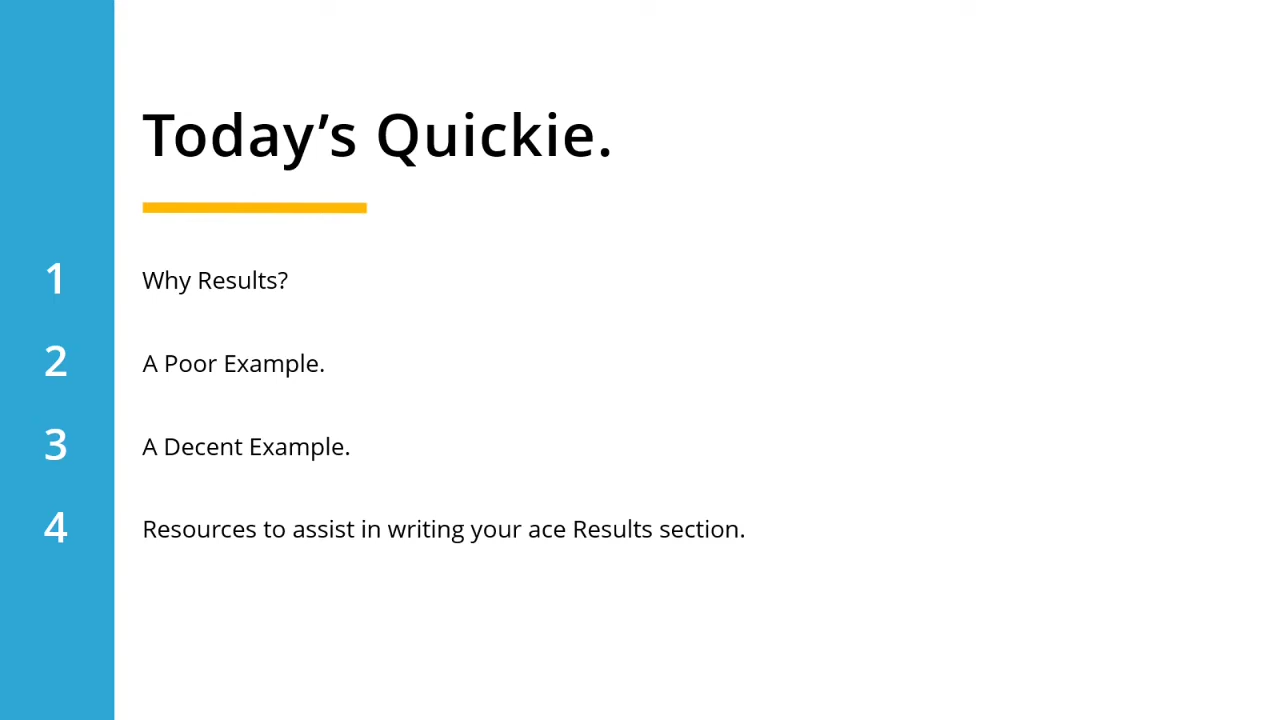 Today’s Quickie.
1 Why Results?
2 A Poor Example.
3 A Decent Example.
4 Resources to assist in writing your ace Results section.